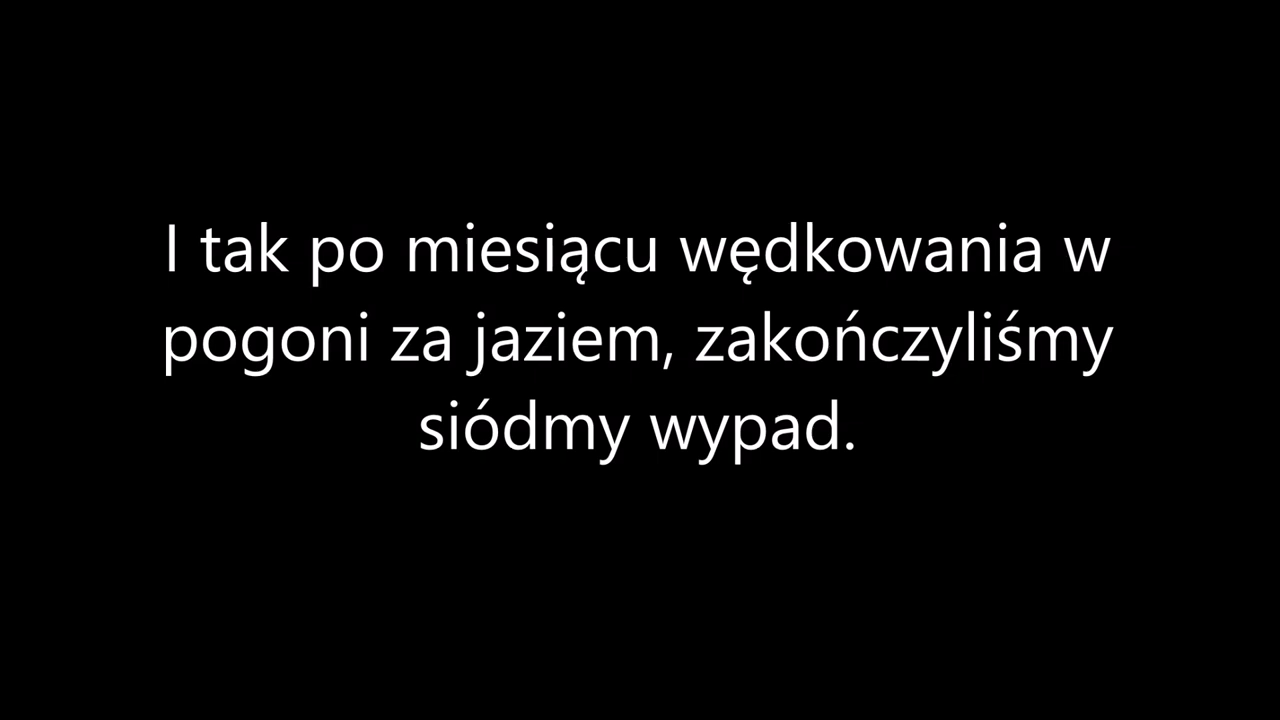 I tak po miesiącu wędkowania w
pogoni za jaziem, zakończyliśmy
siódmy wypad.